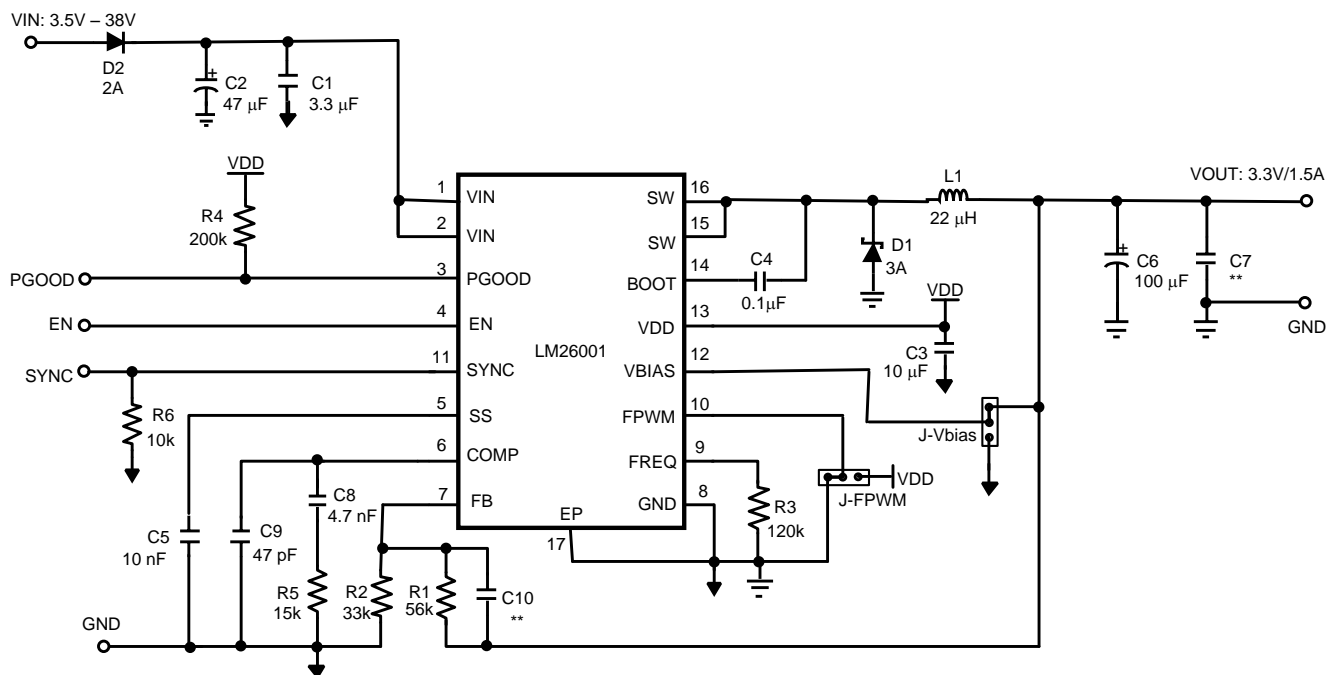 VIN: 3.5V – 38V
D2
2A
C2
+
47 μF
C1
3.3 μF
VDD
R4
200k
PGOOD
EN
SYNC
R6
10k
1
VIN
2
VIN
3
PGOOD
4
EN
11
SYNC
5
SS
6
COMP
7
FB
LM26001
EP
17
16
SW
15
SW
14
BOOT
13
VDD
12
VBIAS
10
FPWM
9
FREQ
8
GND
C4
0.1μF
D1
3A
L1
22 μH
VOUT: 3.3V/1.5A
+
C6
100 μF
C7
**
GND
VDD
C3
10 μF
J-Vbias
VDD
J-FPWM
R3
120k
C5
10 nF
C9
47 pF
C8
4.7 nF
R5
15k
R2
33k
R1
56k
C10
**
GND